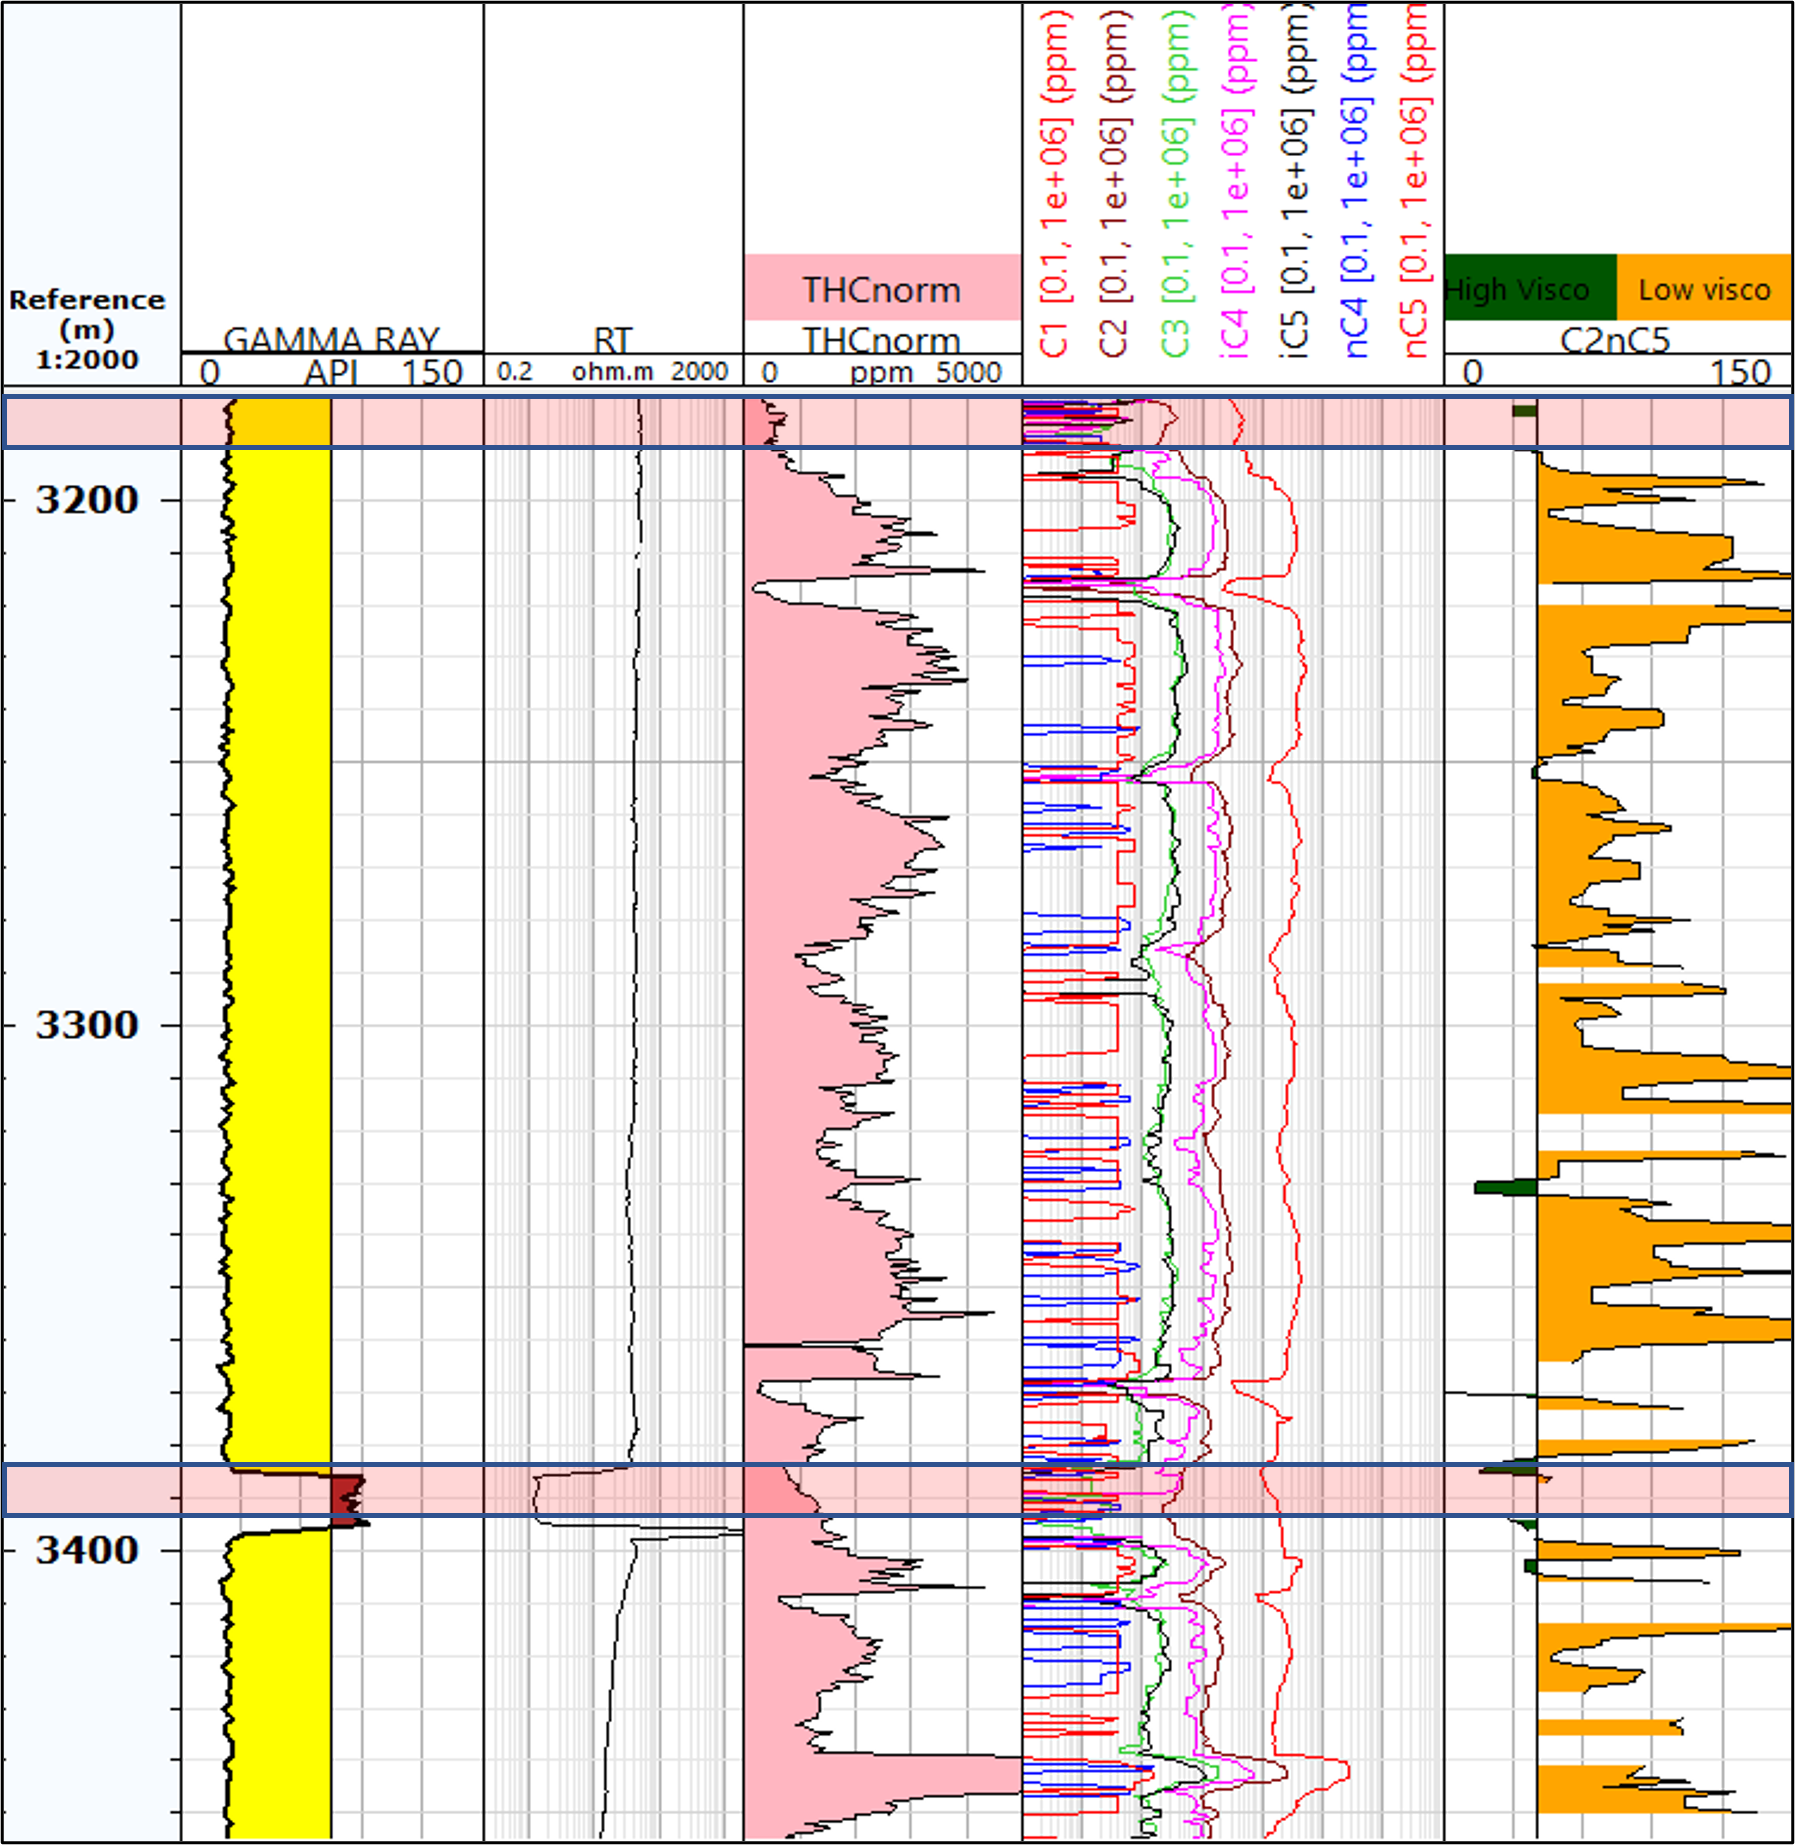 Reference
(m)
1:2000
GAMMA RAY
0 API 150
RT
0.2 ohm.m 2000
THCnorm
THCnorm
0 ppm 5000
C1 [0.1, 1e+06] (ppm)
C2 [0.1, 1e+06] (ppm)
C3 [0.1, 1e+06] (ppm)
iC4 [0.1, 1e+06] (ppm)
iC5 [0.1, 1e+06] (ppm)
nC4 [0.1, 1e+06] (ppm
nC5 [0.1, 1e+06] (ppm
High Visco Low visco
C2nC5
0 150
3200
3300
3400